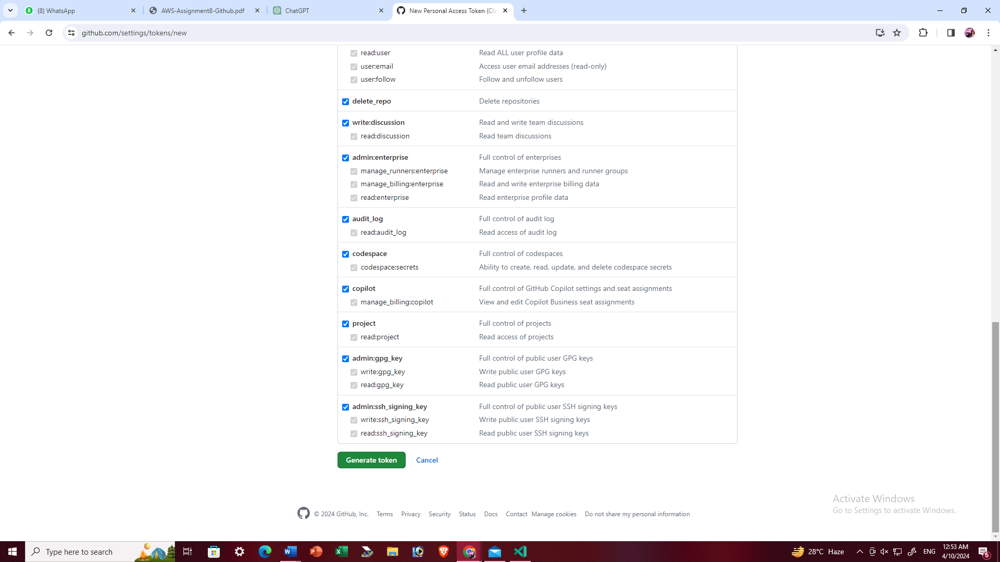 (8) WhatsApp
AWS-Assignment8-Github.pdf
ChatGPT
New Personal Access Token (Cla
github.com/settings/tokens/new
read:user Read ALL user profile data
user:email Access user email addresses (read-only)
user:follow Follow and unfollow users
delete_repo Delete repositories
write:discussion Read and write team discussions
read:discussion Read team discussions
admin:enterprise Full control of enterprises
manage_runners:enterprise Manage enterprise runners and runner groups
manage_billing:enterprise Read and write enterprise billing data
read:enterprise Read enterprise profile data
audit_log Full control of audit log
read:audit_log Read access of audit log
codespace Full control of codespaces
codespace:secrets Ability to create, read, update, and delete codespace secrets
copilot Full control of GitHub Copilot settings and seat assignments
manage_billing:copilot View and edit Copilot Business seat assignments
project Full control of projects
read:project Read access of projects
admin:gpg_key Full control of public user GPG keys
write:gpg_key Write public user GPG keys
read:gpg_key Read public user GPG keys
admin:ssh_signing_key Full control of public user SSH signing keys
write:ssh_signing_key Write public user SSH signing keys
read:ssh_signing_key Read public user SSH signing keys
Generate token Cancel
Activate Windows
Go to Settings to activate Windows.
© 2024 GitHub, Inc. Terms Privacy Security Status Docs Contact Manage cookies Do not share my personal information
Type here to search
28°C Haze
ENG
12:53 AM
4/10/2024
6